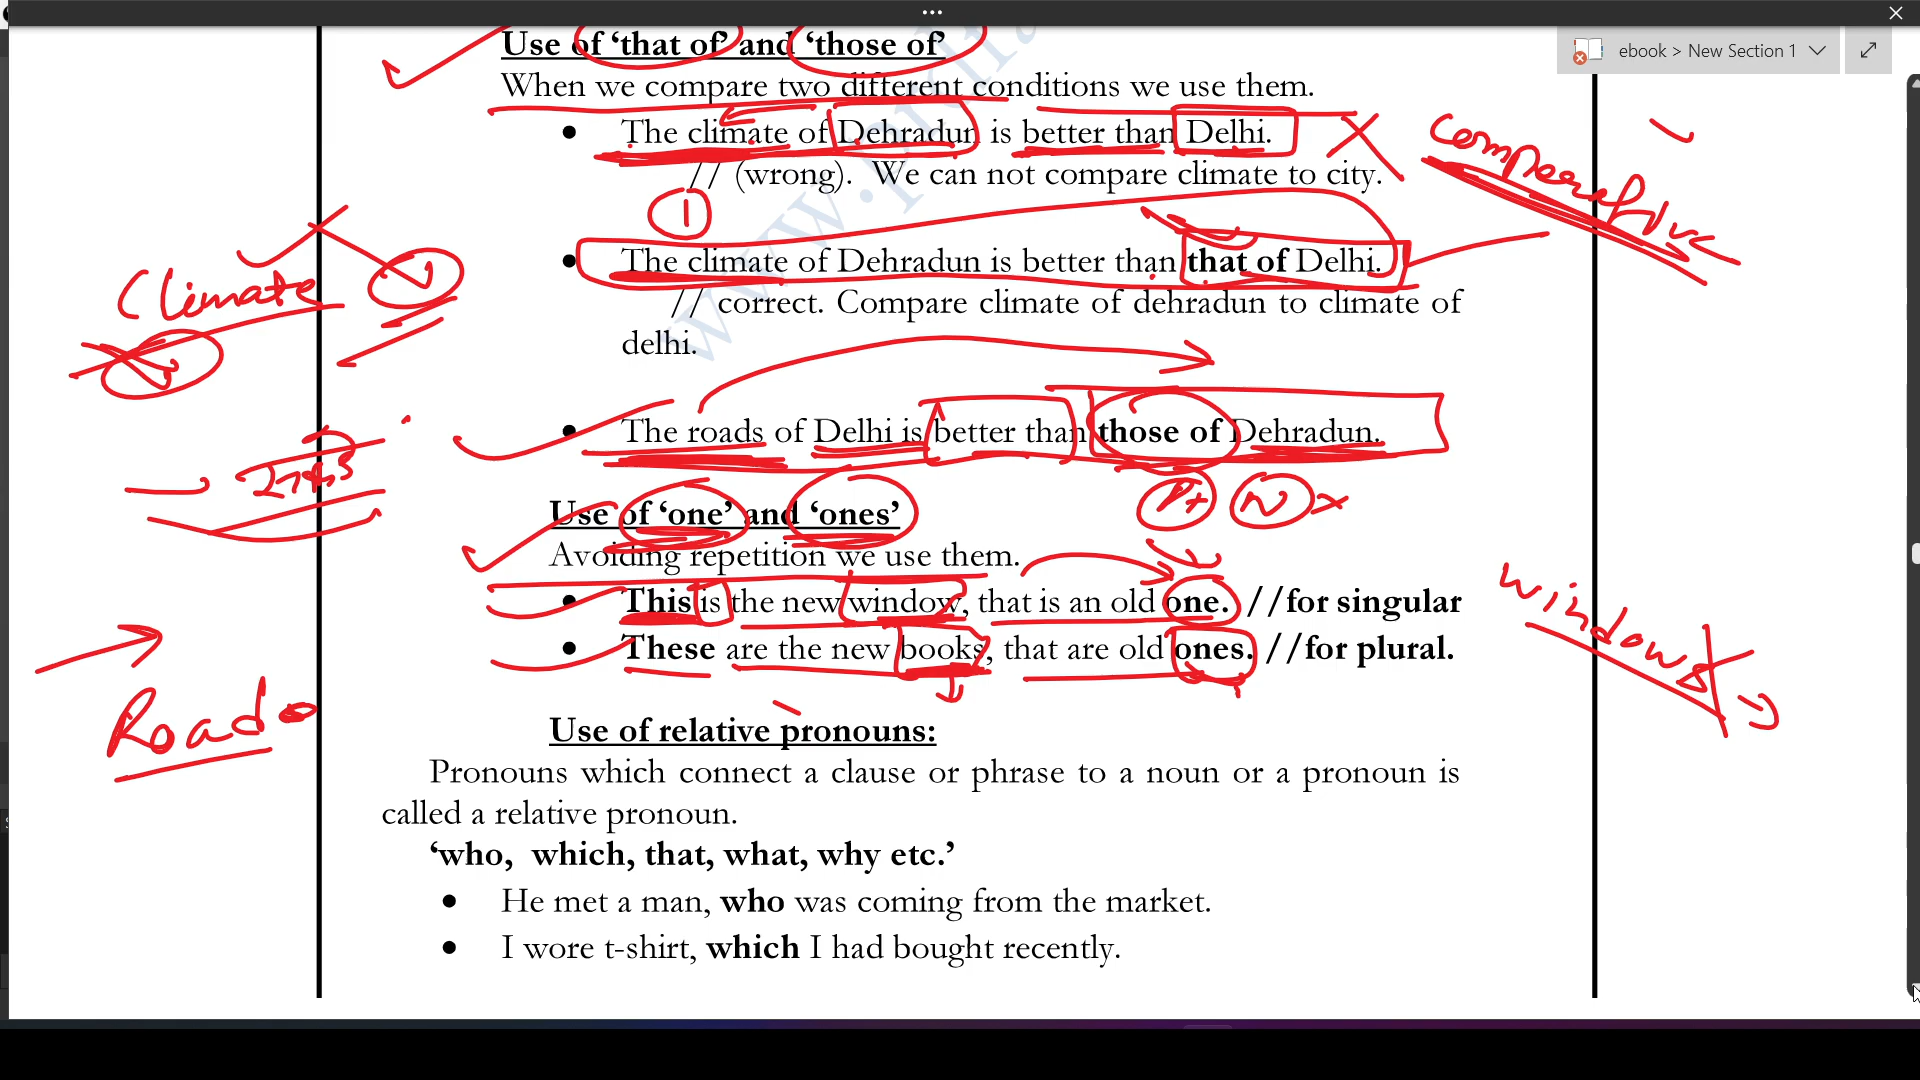 ebook > New Section 1
Use of ‘that of’ and ‘those of’
When we compare two different conditions we use them.
• The climate of Dehradun is better than Delhi.
// (wrong). We can not compare climate to city.
comparative
1
• The climate of Dehradun is better than that of Delhi.
Climate
// correct. Compare climate of dehradun to climate of
delhi.
• The roads of Delhi is better than those of Dehradun.
N
Use of ‘one’ and ‘ones’
Avoiding repetition we use them.
• This is the new window, that is an old one. //for singular
window
• These are the new books, that are old ones. //for plural.
Road
Use of relative pronouns:
Pronouns which connect a clause or phrase to a noun or a pronoun is
called a relative pronoun.
‘who, which, that, what, why etc.’
• He met a man, who was coming from the market.
• I wore t-shirt, which I had bought recently.